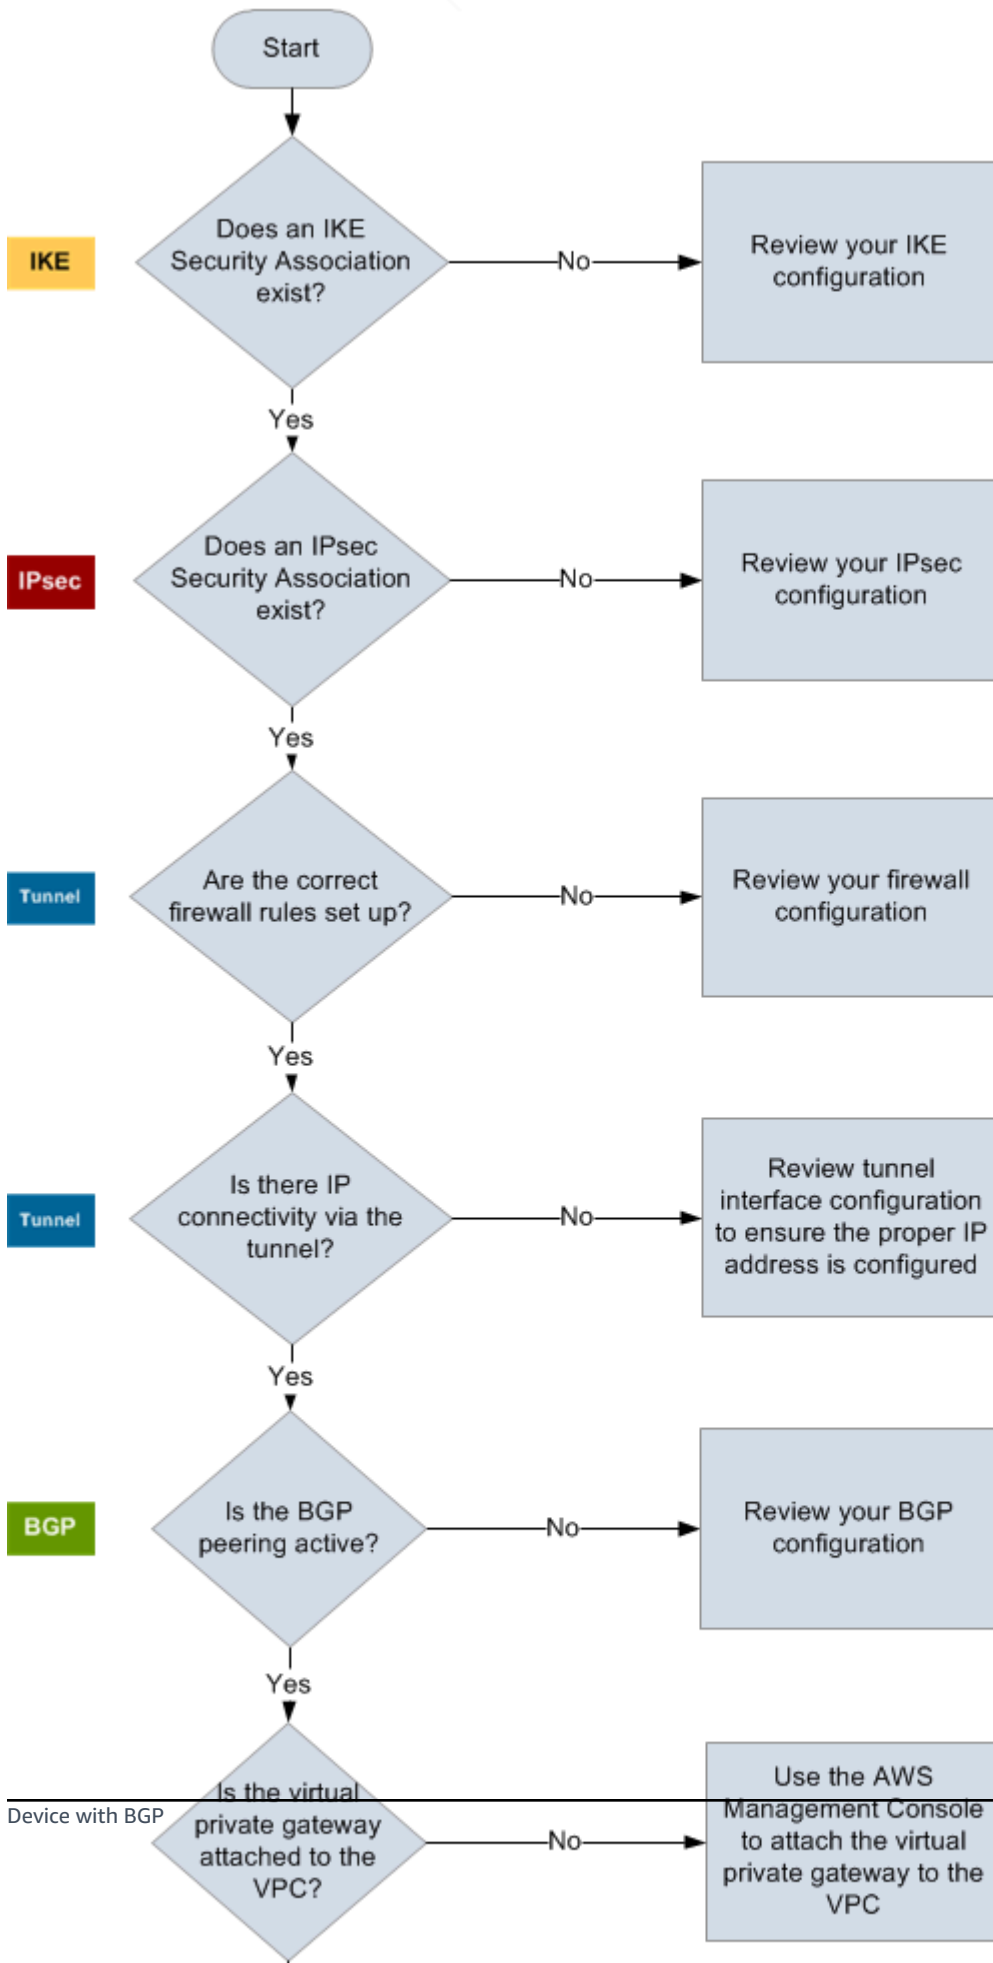 Start
IKE
Does an IKE
Security Association
exist?
No
Review your IKE
configuration
Yes
IPsec
Does an IPsec
Security Association
exist?
No
Review your IPsec
configuration
Yes
Tunnel
Are the correct
firewall rules set up?
No
Review your firewall
configuration
Yes
Tunnel
Is there IP
connectivity via the
tunnel?
No
Review tunnel
interface configuration
to ensure the proper IP
address is configured
Yes
BGP
Is the BGP
peering active?
No
Review your BGP
configuration
Yes
Device with BGP
Is the virtual
private gateway
attached to the
VPC?
No
Use the AWS
Management Console
to attach the virtual
private gateway to the
VPC